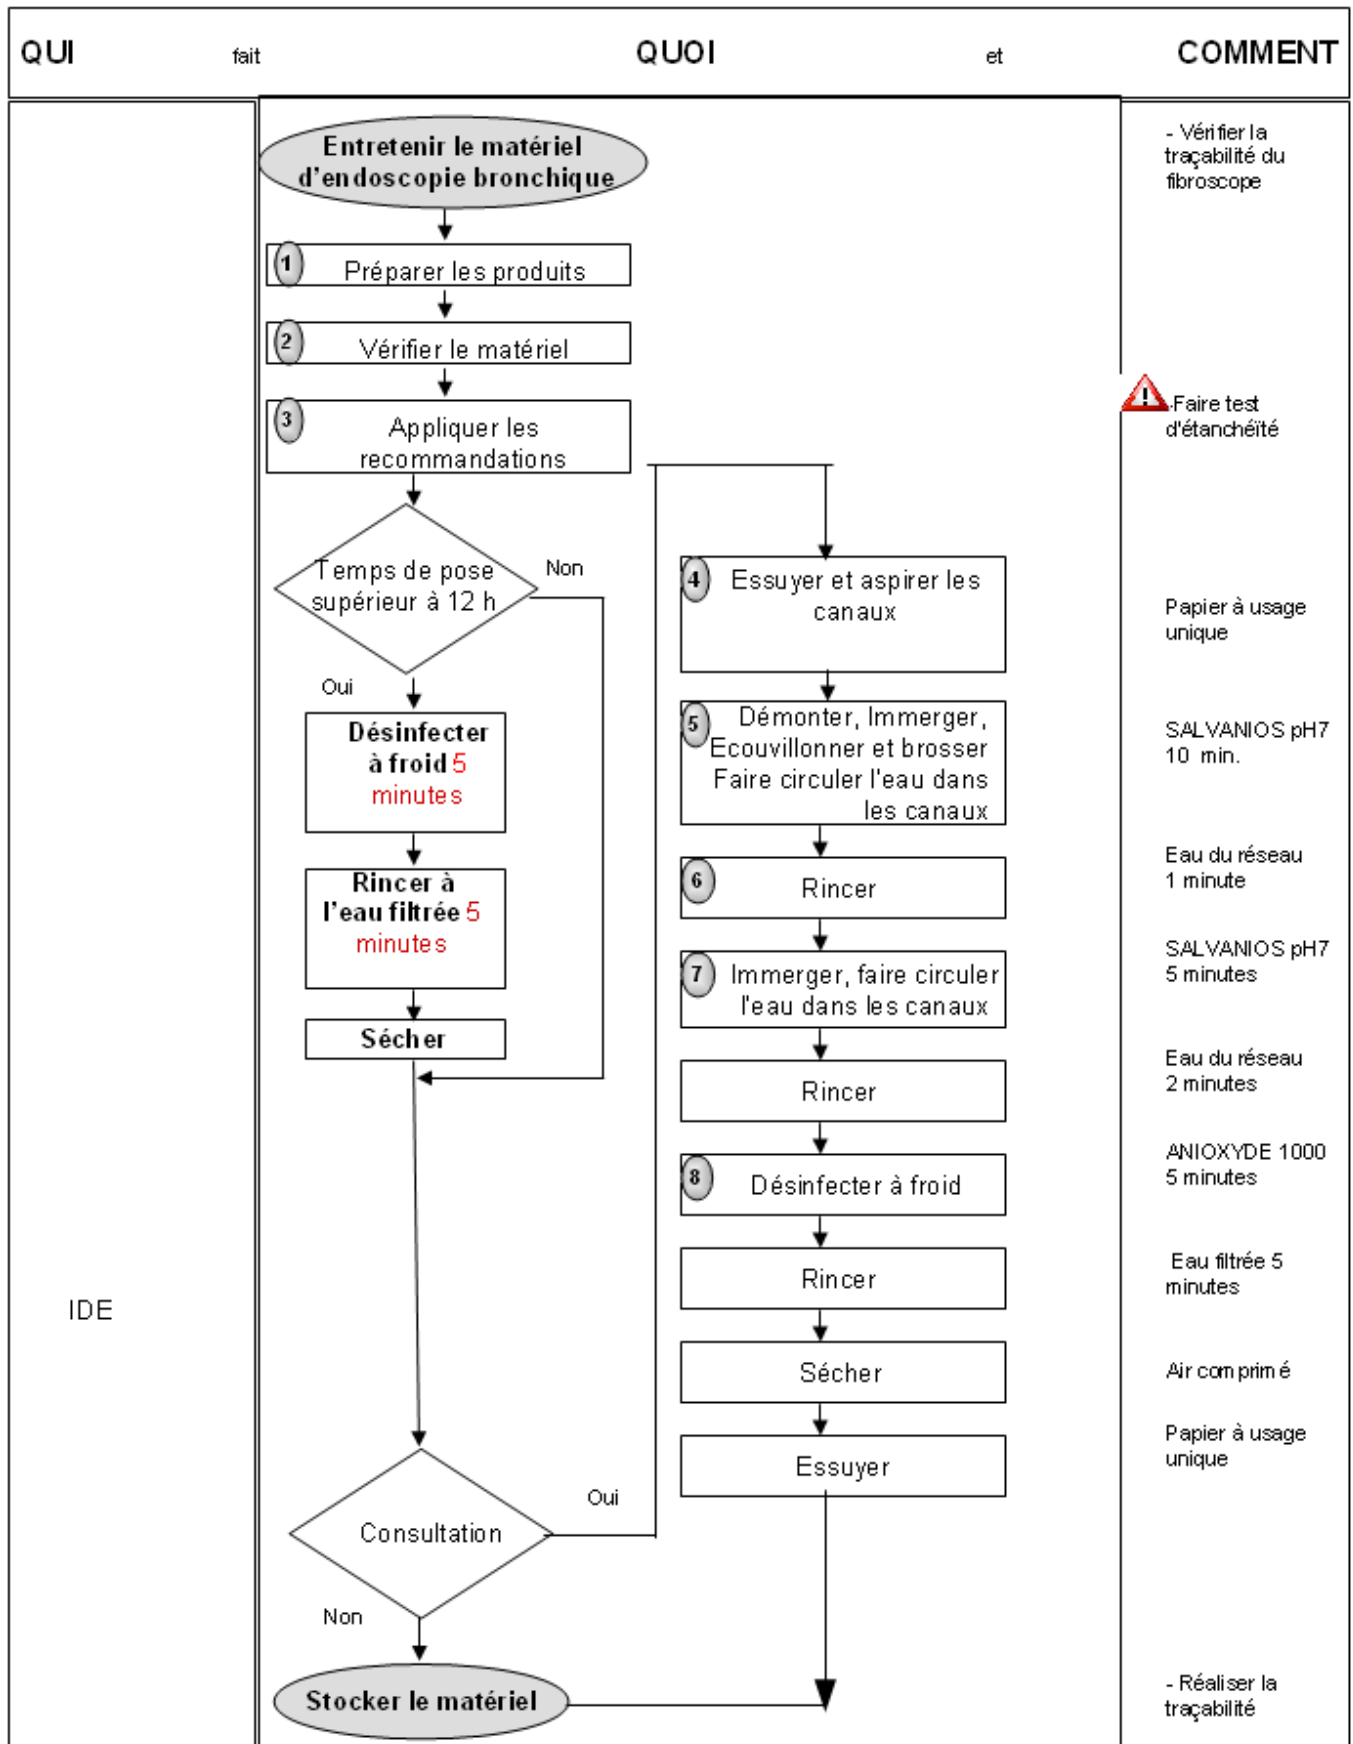 QUI fait QUOI et COMMENT
Entretenir le matériel
d'endoscopie bronchique
- Vérifier la
traçabilité du
fibroscope
1
Préparer les produits
2
Vérifier le matériel
3
Appliquer les
recommandations
-Faire test
d'étanchéïté
Temps de pose
supérieur à 12 h
Non
Oui
Désinfecter
à froid 5
minutes
Rincer à
l'eau filtrée 5
minutes
Sécher
4
Essuyer et aspirer les
canaux
Papier à usage
unique
5
Démonter, Immerger,
Ecouvillonner et brosser
Faire circuler l'eau dans
les canaux
SALVANIOS pH7
10 min.
6
Rincer
Eau du réseau
1 minute
7
Immerger, faire circuler
l'eau dans les canaux
SALVANIOS pH7
5 minutes
Rincer
Eau du réseau
2 minutes
8
Désinfecter à froid
ANIOXYDE 1000
5 minutes
Rincer
Eau filtrée 5
minutes
IDE
Sécher
Air comprimé
Essuyer
Papier à usage
unique
Consultation
Oui
Non
Stocker le matériel
- Réaliser la
traçabilité